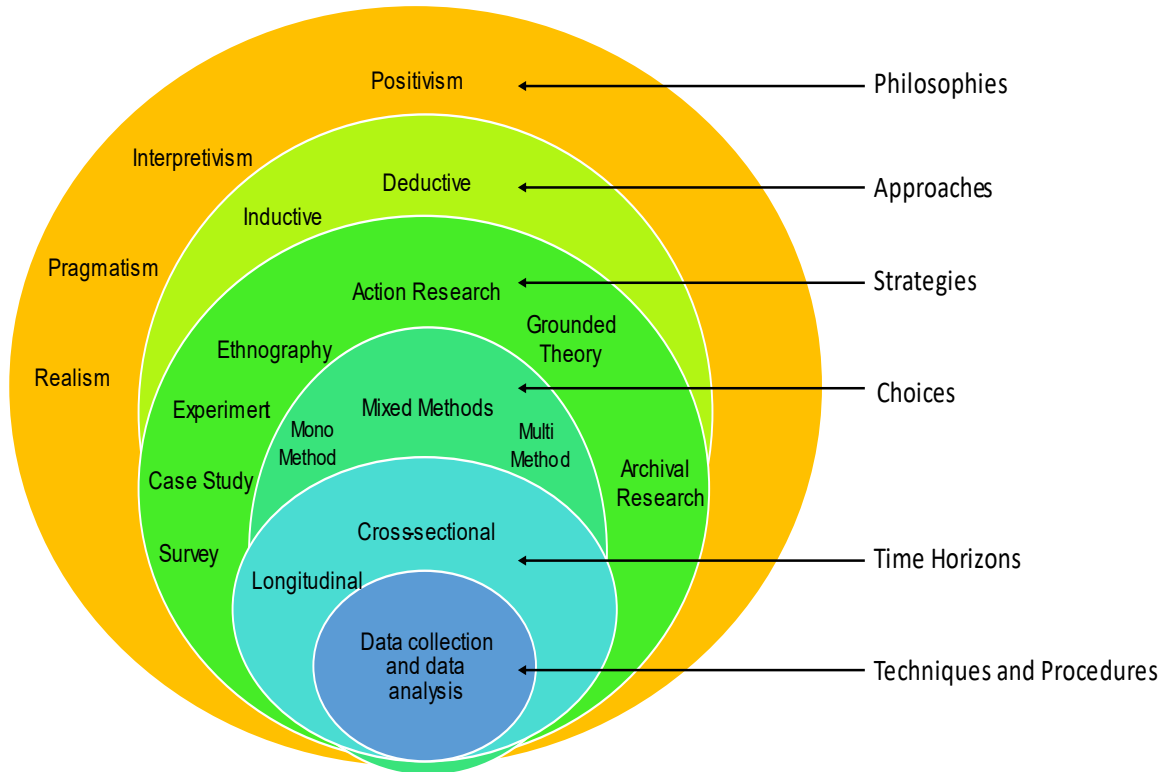 Positivism
Philosophies
Interpretivism
Deductive
Approaches
Inductive
Pragmatism
Action Research
Strategies
Grounded
Theory
Ethnography
Realism
Choices
Experimert
Mixed Methods
Mono
Method
Multi
Method
Case Study
Archival
Research
Cross-sectional
Survey
Time Horizons
Longitudinal
Data collection
and data
analysis
Techniques and Procedures